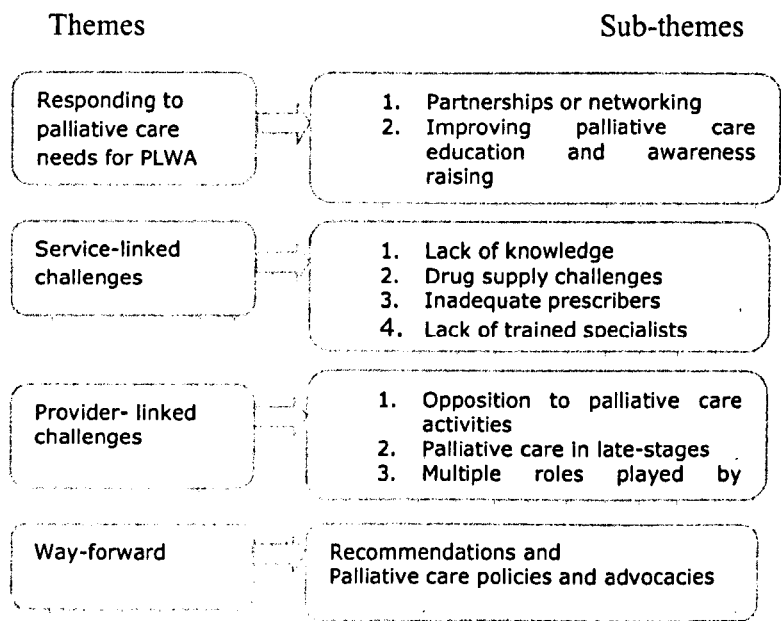 Themes
Sub-themes
Responding to
palliative care
needs for PLWA
1. Partnerships or networking
2. Improving palliative care
education and awareness
raising
Service-linked
challenges
1. Lack of knowledge
2. Drug supply challenges
3. Inadequate prescribers
4. Lack of trained specialists
Provider- linked
challenges
1. Opposition to palliative care
activities
2. Palliative care in late-stages
3. Multiple roles played by
Way-forward
Recommendations and
Palliative care policies and advocacies